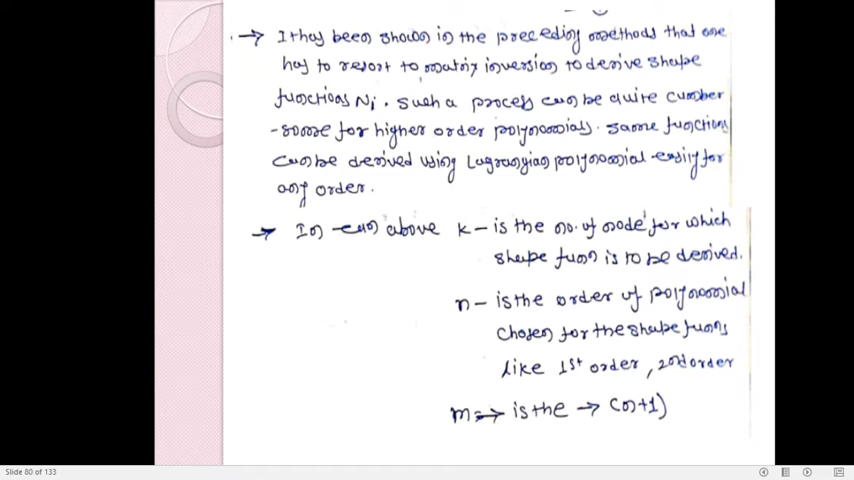 → It has been shown in the preceding methods that one
has to resort to matrix inversion to derive shape
functions Ni. Such a process can be quite cumber
-some for higher order polynomials. Same functions
can be derived using Lagrangian polynomial easily for
any order.
→ In eqn above k - is the no. of node for which
shape funn is to be derived.
n - is the order of polynomial
chosen for the shape funns
like 1st order, 2nd order
m => is the → (n+1)
Slide 80 of 133